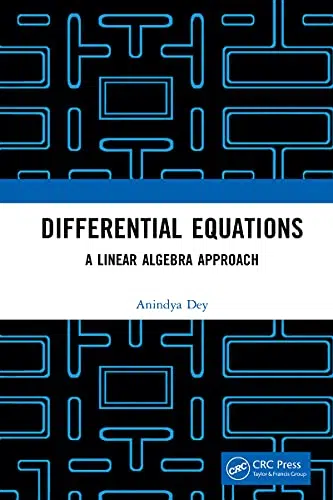 DIFFERENTIAL EQUATIONS
A LINEAR ALGEBRA APPROACH
Anindya Dey
CRC
CRC Press
Taylor & Francis Group